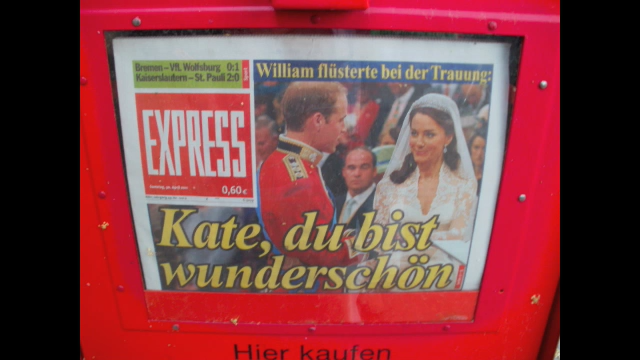 Bremen – VfL Wolfsburg 0:1
Kaiserslautern – St. Pauli 2:0
William flüsterte bei der Trauung:
EXPRESS
0,60 €
Kate, du bist
wunderschön
Hier kaufen